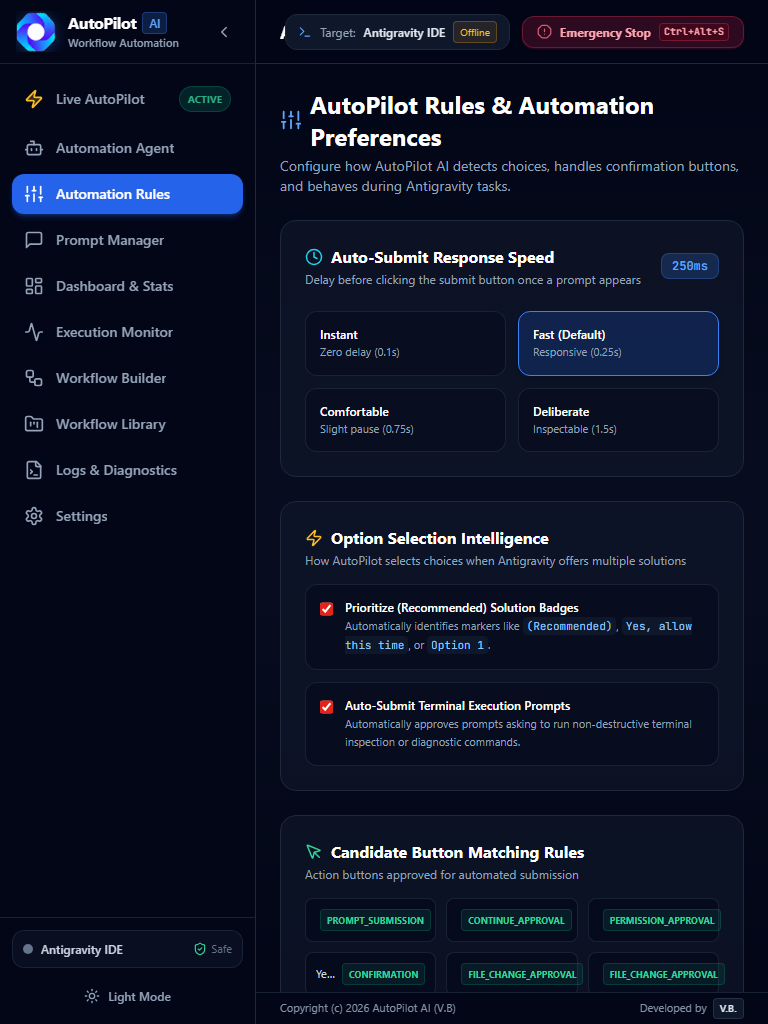 AutoPilot AI
Workflow Automation
Live AutoPilot ACTIVE
Automation Agent
Automation Rules
Prompt Manager
Dashboard & Stats
Execution Monitor
Workflow Builder
Workflow Library
Logs & Diagnostics
Settings
Antigravity IDE Safe
Light Mode
Target: Antigravity IDE Offline
Emergency Stop Ctrl+Alt+S
AutoPilot Rules & Automation
Preferences
Configure how AutoPilot AI detects choices, handles confirmation buttons,
and behaves during Antigravity tasks.
Auto-Submit Response Speed
Delay before clicking the submit button once a prompt appears
250ms
Instant
Zero delay (0.1s)
Fast (Default)
Responsive (0.25s)
Comfortable
Slight pause (0.75s)
Deliberate
Inspectable (1.5s)
Option Selection Intelligence
How AutoPilot selects choices when Antigravity offers multiple solutions
Prioritize (Recommended) Solution Badges
Automatically identifies markers like (Recommended), Yes, allow
this time, or Option 1.
Auto-Submit Terminal Execution Prompts
Automatically approves prompts asking to run non-destructive terminal
inspection or diagnostic commands.
Candidate Button Matching Rules
Action buttons approved for automated submission
PROMPT_SUBMISSION CONTINUE_APPROVAL PERMISSION_APPROVAL
Ye... CONFIRMATION FILE_CHANGE_APPROVAL FILE_CHANGE_APPROVAL
Copyright (c) 2026 AutoPilot AI (V.B) Developed by V.B.